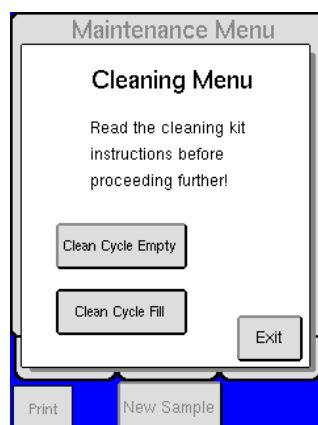 Maintenance Menu
Cleaning Menu
Read the cleaning kit
instructions before
proceeding further!
Clean Cycle Empty
Clean Cycle Fill
Exit
Print
New Sample